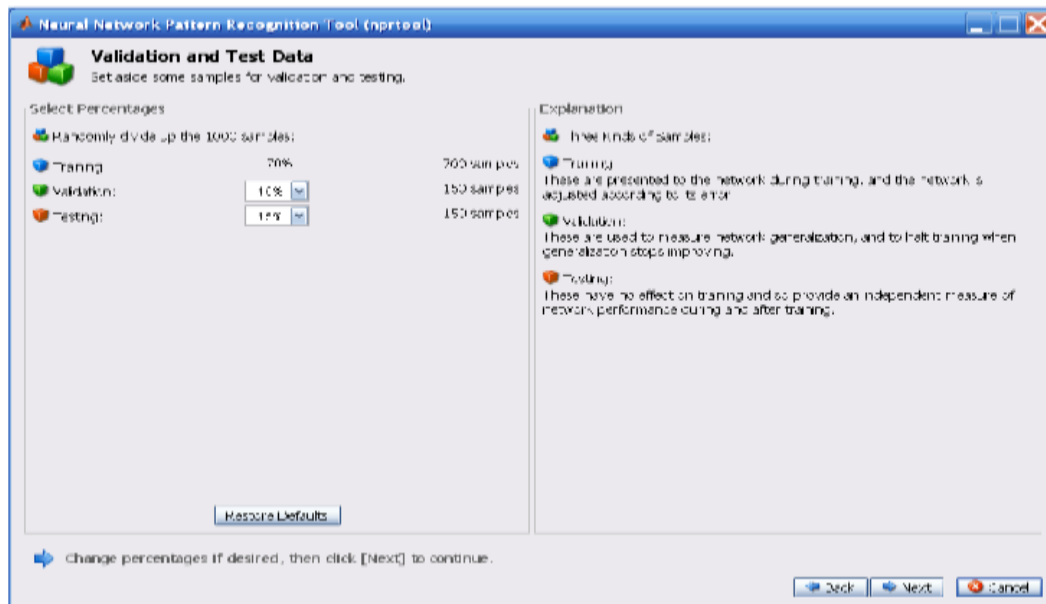 Neural Network Pattern Recognition Tool (nprtool)
Validation and Test Data
Set aside some samples for validation and testing.
Select Percentages
Randomly divide up the 1000 samples:
Training 70% 700 samples
Validation: 150 samples
Testing: 15% 150 samples
Restore Defaults
Explanation
Three Kinds of Samples:
Training
These are presented to the network during training, and the network is
adjusted according to its error
Validation:
These are used to measure network generalization, and to halt training when
generalization stops improving.
Testing:
These have no effect on training and so provide an independent measure of
network performance during and after training.
Change percentages if desired, then click [Next] to continue.
Back Next Cancel